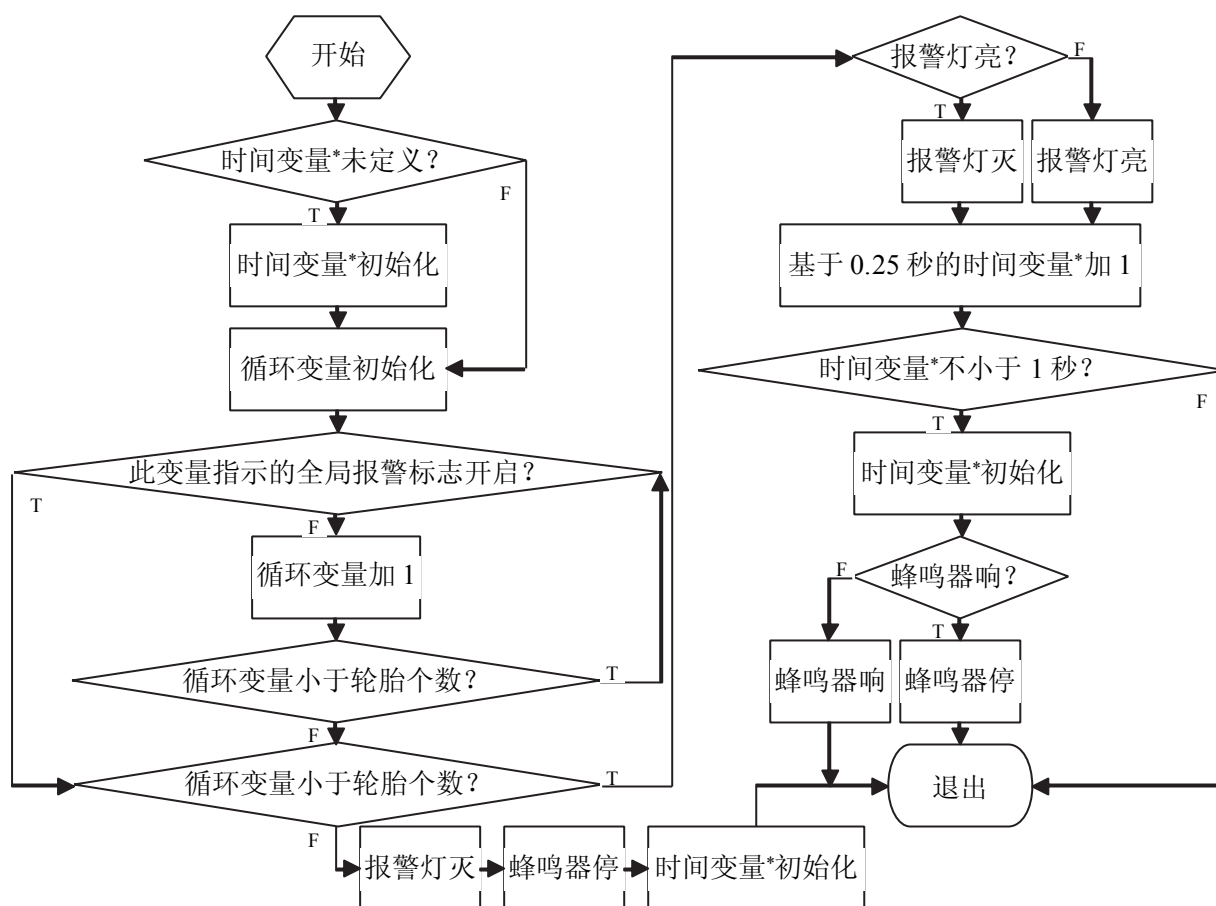 开始
时间变量*未定义？
F
T
时间变量*初始化
循环变量初始化
此变量指示的全局报警标志开启？
T
F
循环变量加 1
循环变量小于轮胎个数？
T
F
循环变量小于轮胎个数？
T
F
报警灯灭
蜂鸣器停
时间变量*初始化
报警灯亮？
F
T
报警灯灭
报警灯亮
基于 0.25 秒的时间变量*加 1
时间变量*不小于 1 秒？
F
T
时间变量*初始化
蜂鸣器响？
F
T
蜂鸣器响
蜂鸣器停
退出